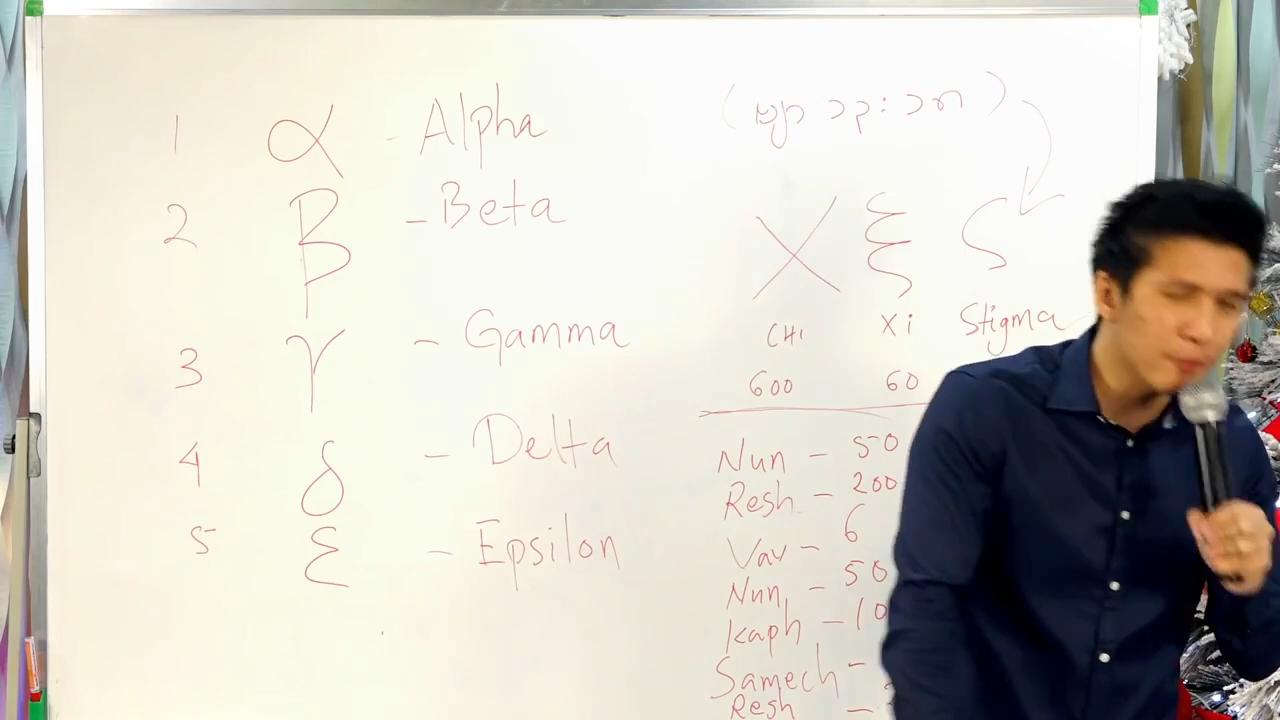 1 α - Alpha
2 β - Beta
3 γ - Gamma
4 δ - Delta
5 ε - Epsilon
χ ξ ς
CHI Xi Stigma
600 60
Nun - 50
Resh - 200
Vav - 6
Nun - 50
Kaph - 10
Samech -
Resh -